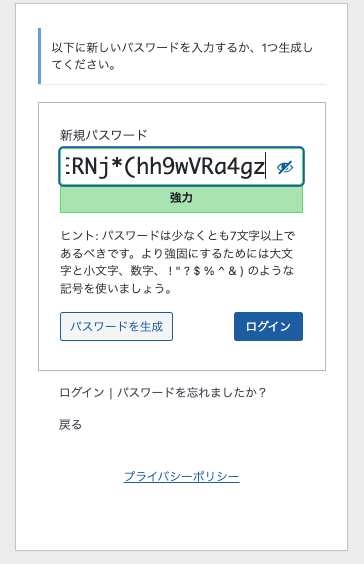 以下に新しいパスワードを入力するか、1つ生成し
てください。
新規パスワード
RNj*(hh9wVRa4gz
強力
ヒント: パスワードは少なくとも7文字以上で
あるべきです。より強固にするためには大文
字と小文字、数字、 ! " ? $ % ^ & ) のような
記号を使いましょう。
パスワードを生成 ログイン
ログイン | パスワードを忘れましたか ?
戻る
プライバシーポリシー